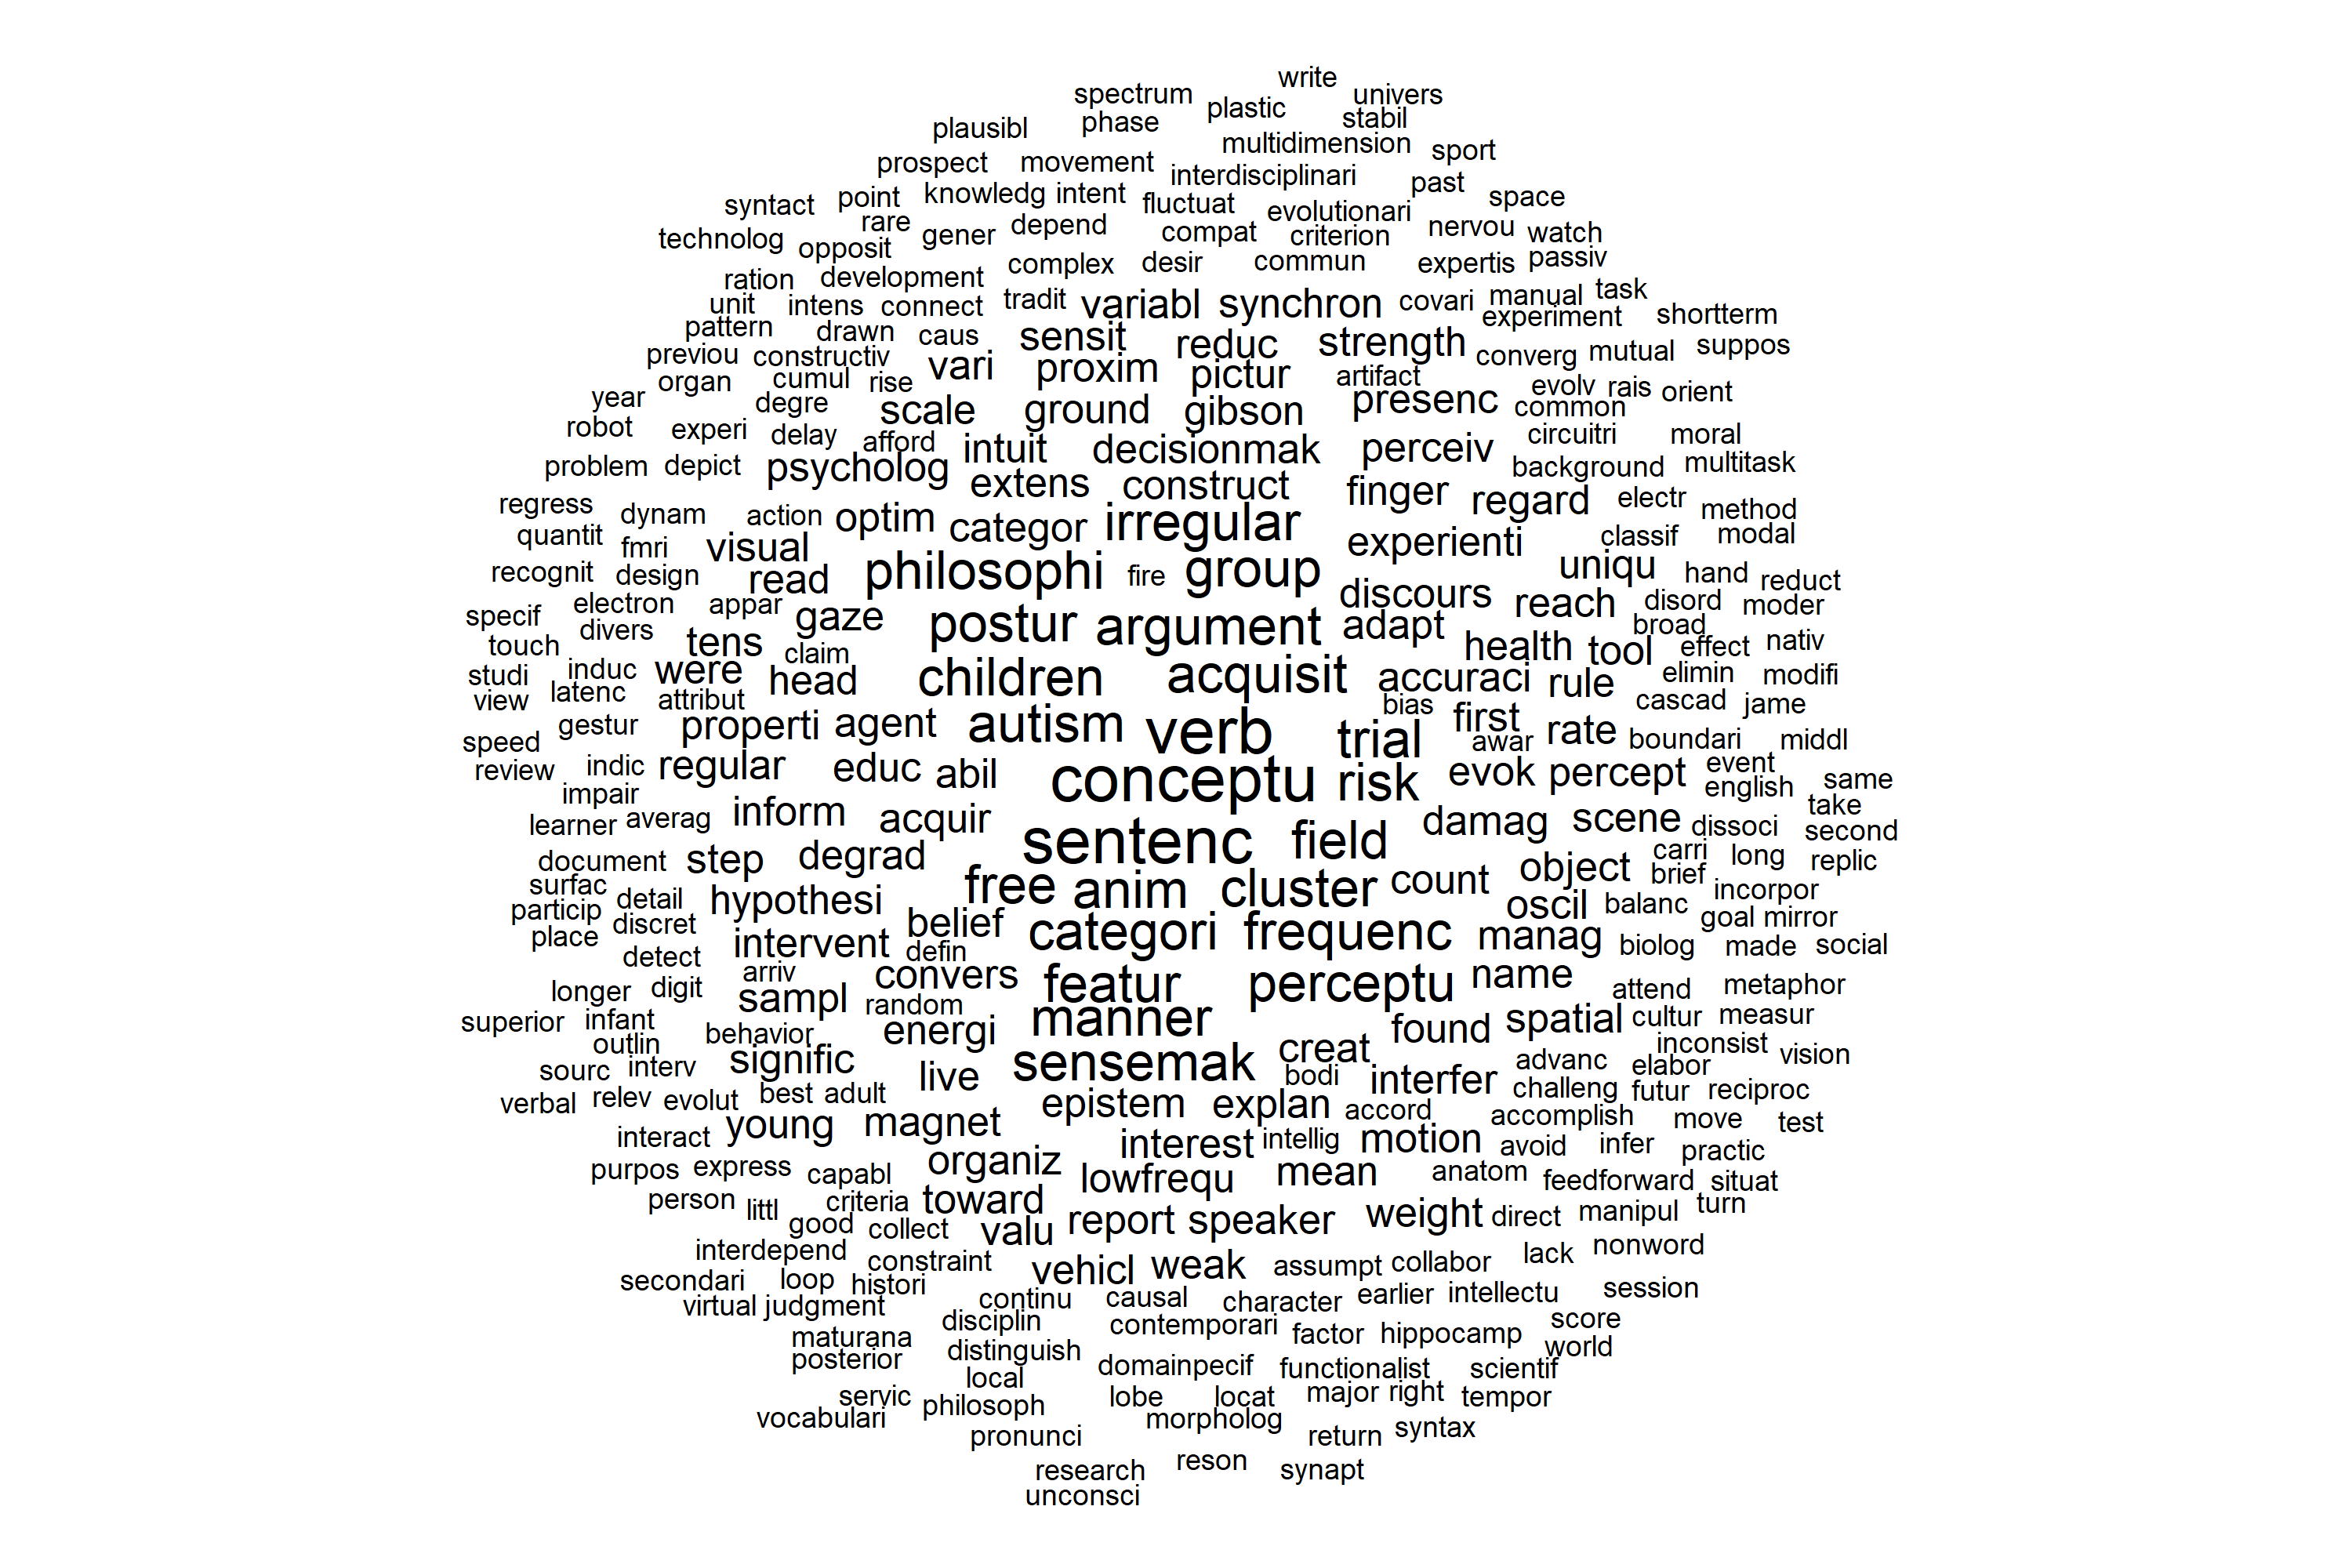 write
spectrum plastic univers
plausibl phase stabil
multidimension sport
prospect movement interdisciplinari past
syntact point knowledg intent fluctuat evolutionari space
technolog opposit rare gener depend compat criterion nervou watch
ration development complex desir commun expertis passiv
unit intens connect tradit variabl synchron covari manual task
pattern drawn caus sensit reduc strength experiment shortterm
previou constructiv vari proxim pictur converg mutual suppos
organ cumul rise artifact evolv rais orient
year degre scale ground gibson presenc common
robot experi delay afford intuit decisionmak perceiv circuitri moral
problem depict psycholog extens construct background multitask
regress dynam action optim categor irregular finger regard electr method
quantit fmri visual experienti classif modal
recognit design read philosophi fire group uniqu hand reduct
specif electron appar gaze discours reach disord moder
touch divers tens postur argument adapt broad
studi induc were claim head children acquisit health tool effect nativ
view latenc attribut accuraci rule elimin modifi
gestur properti agent autism verb bias first cascad jame
speed trial awar rate boundari middl
review indic regular educ abil conceptu risk evok percept event same
impair english take
learner averag inform acquir sentenc field damag scene dissoci second
document step degrad object carri long replic
surfac detail hypothesi free anim cluster count brief incorpor
particip discret belief categori frequenc oscil balanc goal mirror
place intervent defin manag biolog made social
detect arriv convers featur perceptu name attend metaphor
longer digit sampl random
superior infant behavior energi manner found spatial cultur measur
outlin signific sensemak creat inconsist vision
sourc interv live bodi interfer advanc elabor
verbal relev evolut best adult epistem explan accord challeng futur reciproc
interact young magnet interest intellig motion accomplish move test
purpos express capabl organiz lowfrequ mean avoid infer practic
person littl criteria toward anatom feedforward situat
good collect valu report speaker weight direct manipul turn
interdepend constraint vehicl weak assumpt collabor lack nonword
secondari loop histori
virtual judgment continu causal character earlier intellectu session
maturana disciplin contemporari factor hippocamp score
posterior distinguish domainpecif functionalist scientif world
local
servic philosoph lobe locat major right tempor
vocabulari morpholog
pronunci return syntax
research reson synapt
unconsci